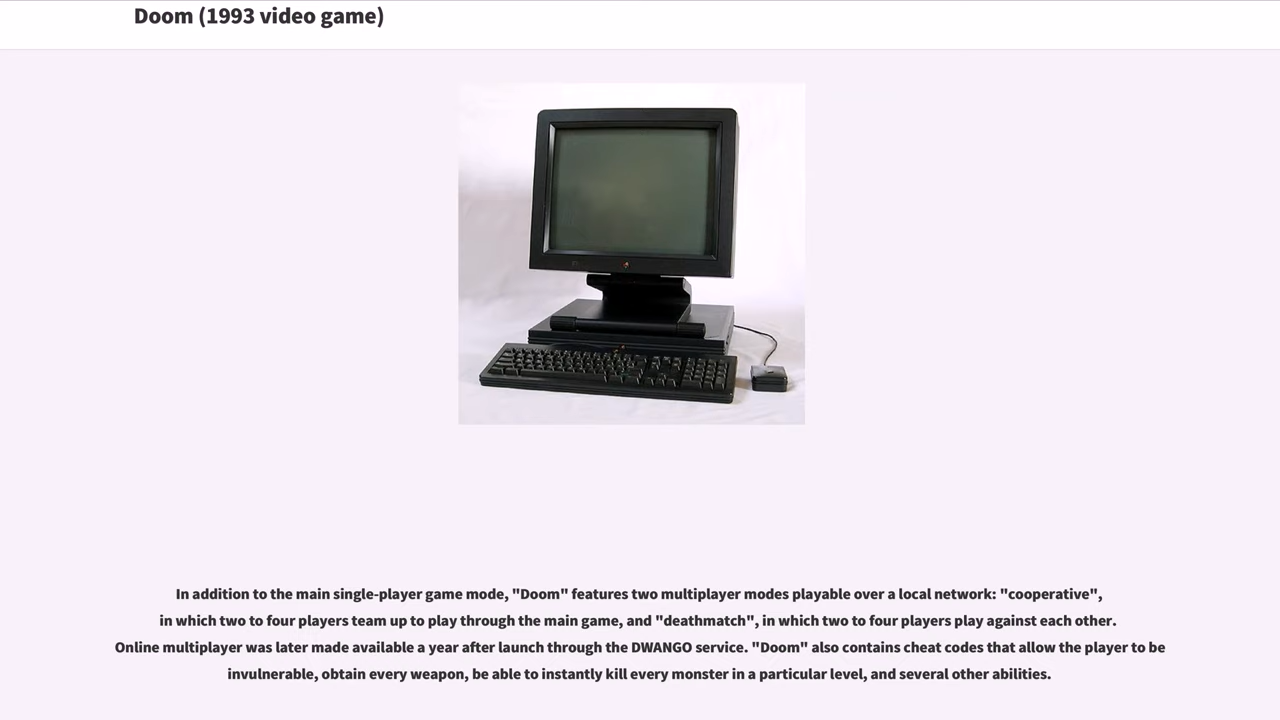 Doom (1993 video game)
In addition to the main single-player game mode, "Doom" features two multiplayer modes playable over a local network: "cooperative",
in which two to four players team up to play through the main game, and "deathmatch", in which two to four players play against each other.
Online multiplayer was later made available a year after launch through the DWANGO service. "Doom" also contains cheat codes that allow the player to be
invulnerable, obtain every weapon, be able to instantly kill every monster in a particular level, and several other abilities.